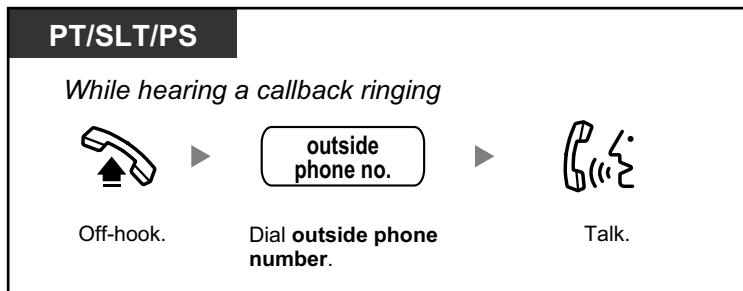 PT/SLT/PS
While hearing a callback ringing
outside
phone no.
Off-hook.
Dial outside phone
number.
Talk.